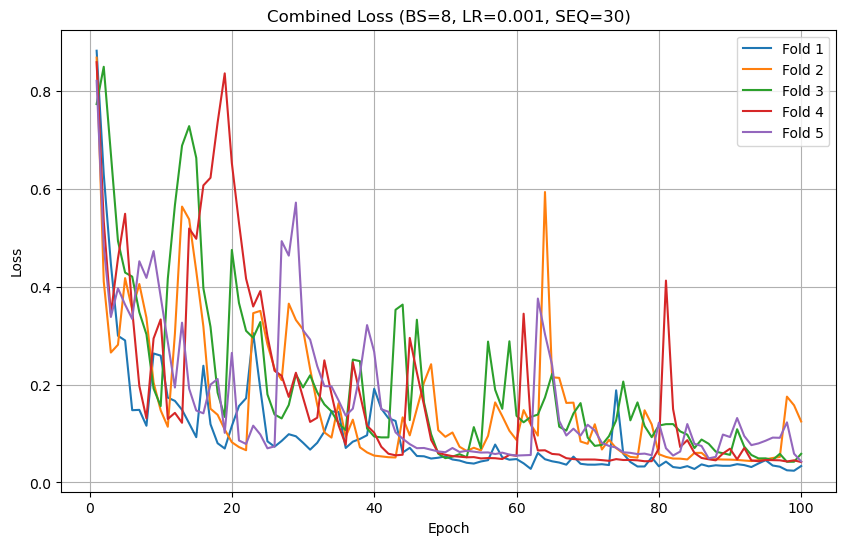 Combined Loss (BS=8, LR=0.001, SEQ=30)
Fold 1
Fold 2
Fold 3
Fold 4
Fold 5
0.8
0.6
0.4
0.2
0.0
Loss
0 20 40 60 80 100
Epoch